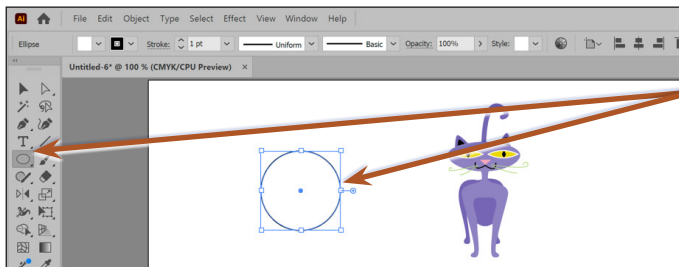 Ai File Edit Object Type Select Effect View Window Help
Ellipse Stroke: 1 pt Uniform Basic Opacity: 100% Style:
Untitled-6* @ 100 % (CMYK/CPU Preview) ×
T